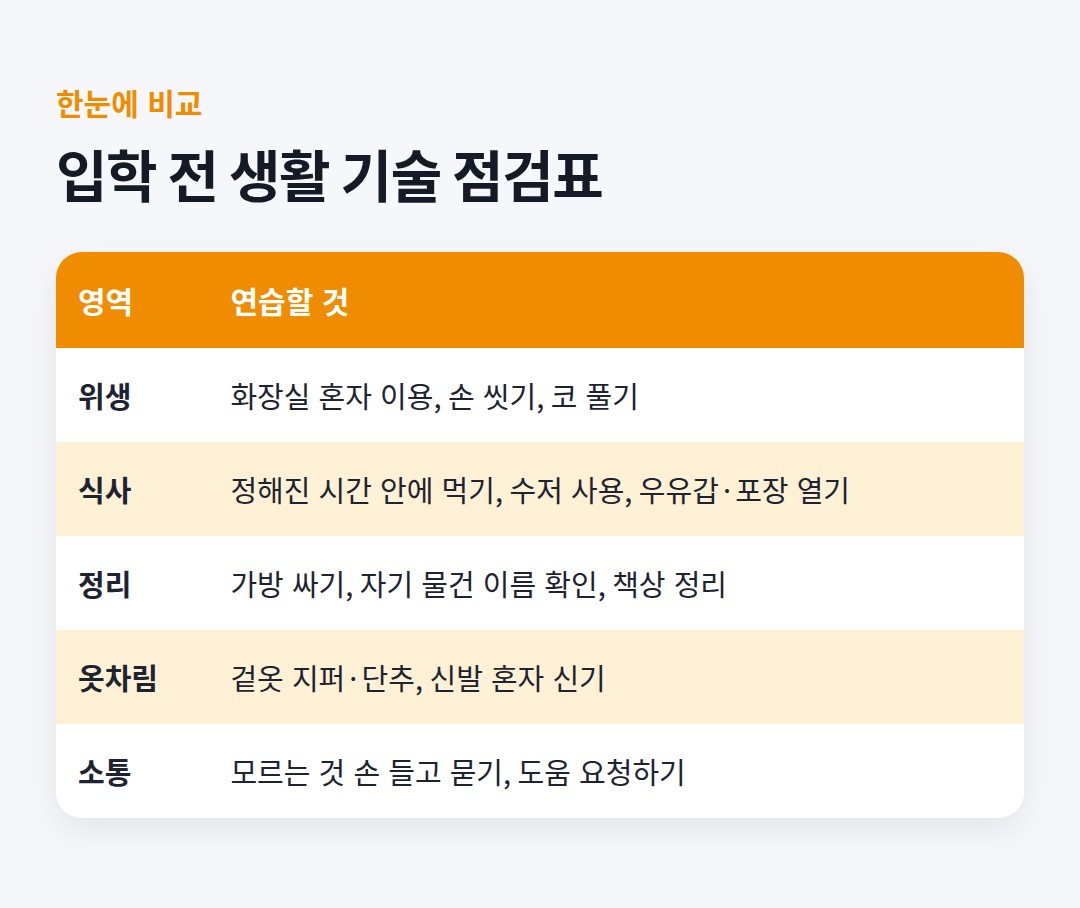 한눈에 비교
입학 전 생활 기술 점검표
영역 연습할 것
위생 화장실 혼자 이용, 손 씻기, 코 풀기
식사 정해진 시간 안에 먹기, 수저 사용, 우유갑·포장 열기
정리 가방 싸기, 자기 물건 이름 확인, 책상 정리
옷차림 겉옷 지퍼·단추, 신발 혼자 신기
소통 모르는 것 손 들고 묻기, 도움 요청하기